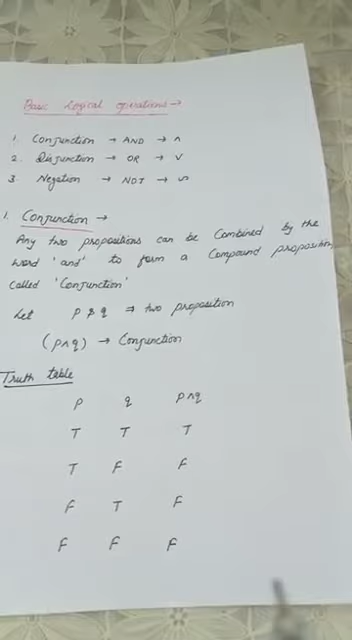 Basic Logical operations →
1. Conjunction → AND → ∧
2. Disjunction → OR → ∨
3. Negation → NOT → ∽
1. Conjunction →
Any two propositions can be combined by the
word 'and' to form a compound proposition
called 'Conjunction'
Let p & q ⇒ two proposition
(p∧q) → Conjunction
Truth table
p q p∧q
T T T
T F F
F T F
F F F